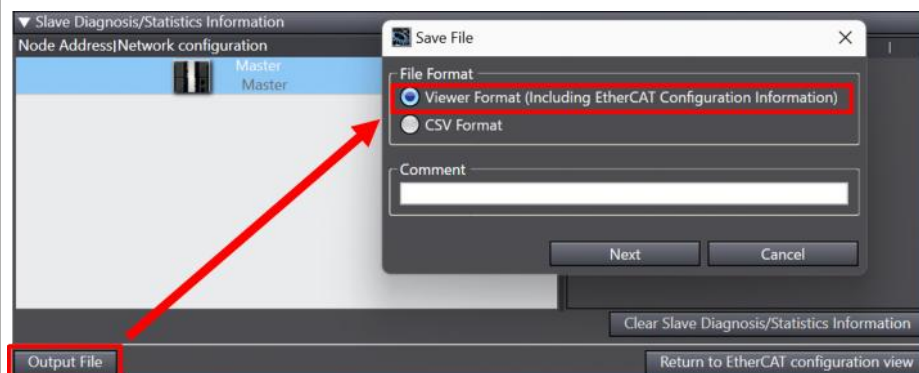 ▼ Slave Diagnosis/Statistics Information
Node Address|Network configuration
Master
Master
Save File
File Format
Viewer Format (Including EtherCAT Configuration Information)
CSV Format
Comment
Next
Cancel
Clear Slave Diagnosis/Statistics Information
Output File
Return to EtherCAT configuration view